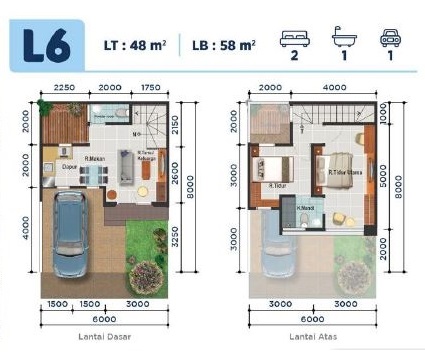 L6
LT : 48 m²
LB : 58 m²
2
1
1
2250
2000
1750
2000
2000
4000
2150
2600
3250
8000
R.Makan
Dapur
R.Tamu/
Keluarga
1500
1500
3000
6000
Lantai Dasar
2000
4000
2000
3000
3000
1000
5000
2000
8000
R.Tidur
R.Tidur Utama
K.Mandi
3000
3000
6000
Lantai Atas